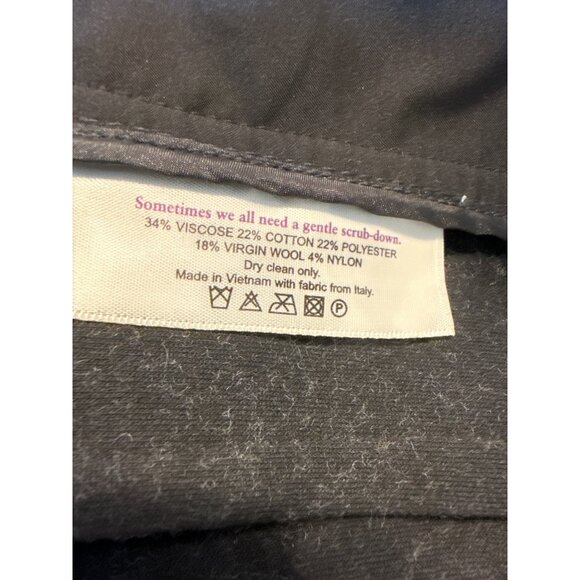 Sometimes we all need a gentle scrub-down.
34% VISCOSE 22% COTTON 22% POLYESTER
18% VIRGIN WOOL 4% NYLON
Dry clean only.
Made in Vietnam with fabric from Italy.
P